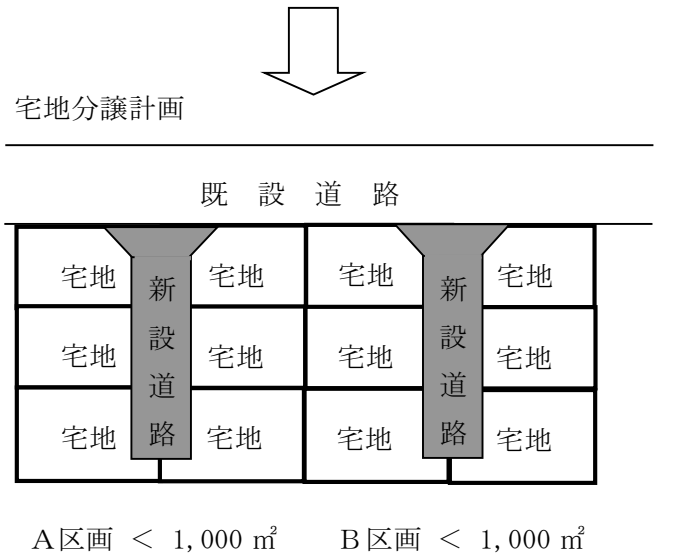 宅地分譲計画
既 設 道 路
宅地 宅地 宅地 宅地
宅地 宅地 宅地 宅地
宅地 宅地 宅地 宅地
新設道路 新設道路
A区画 < 1,000 ㎡ B区画 < 1,000 ㎡